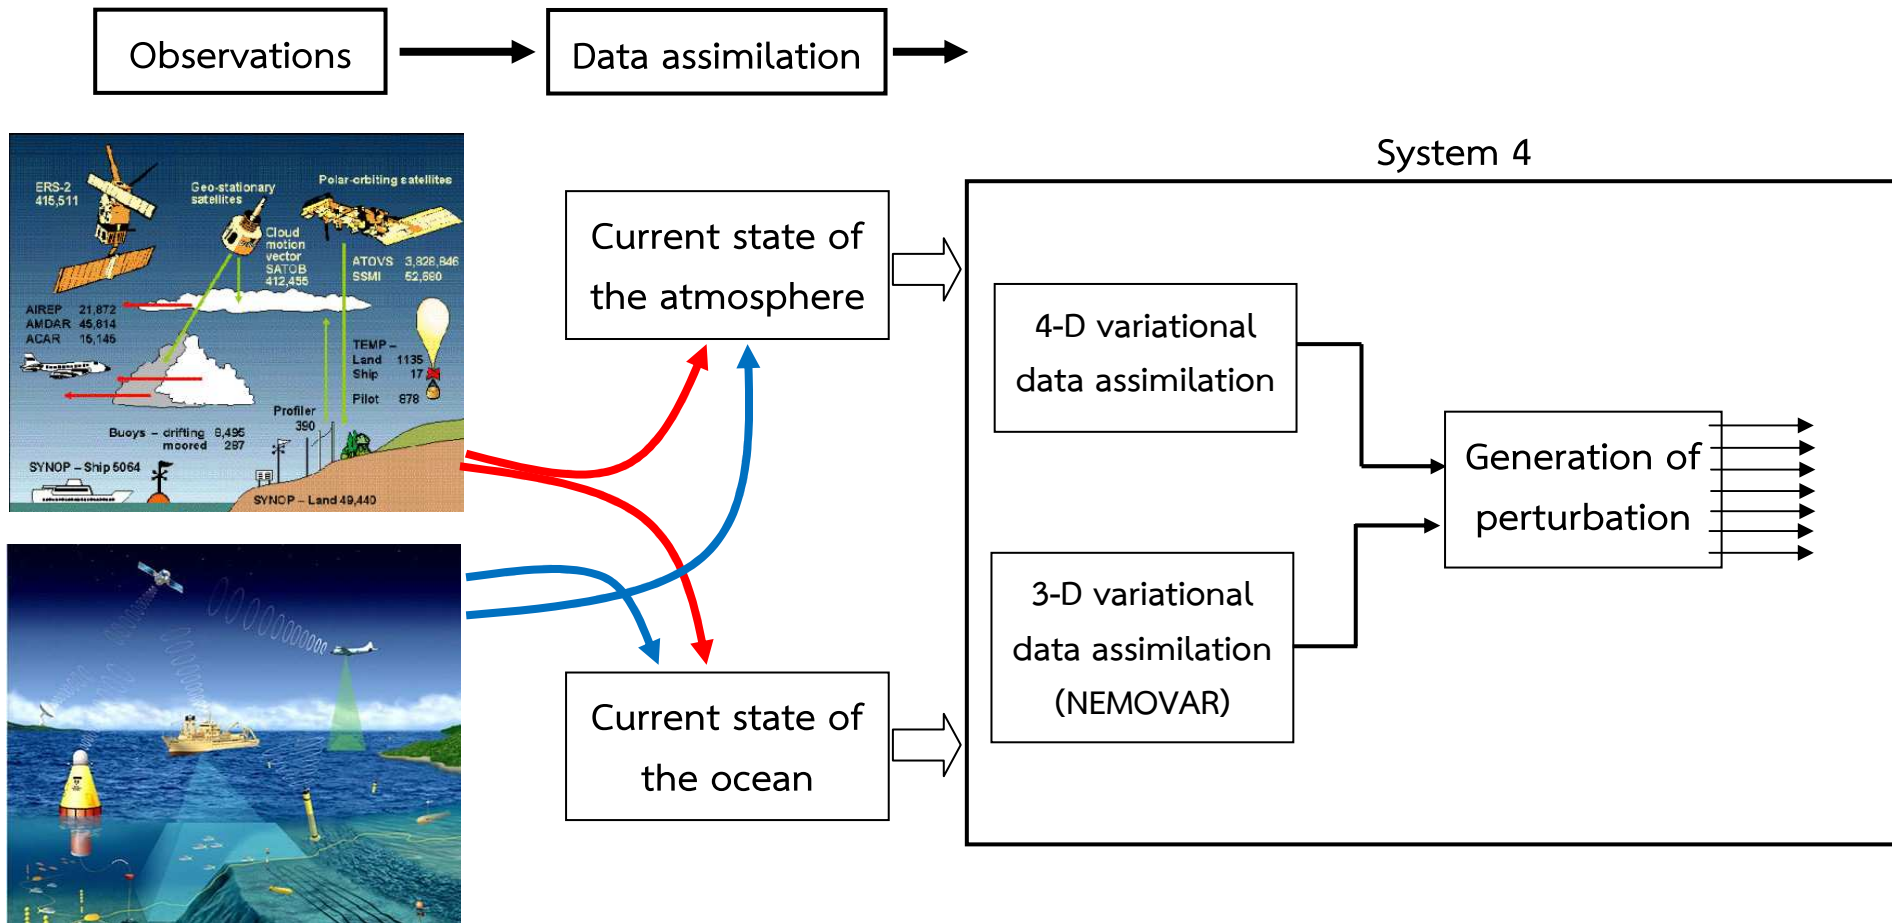 Observations
Data assimilation
System 4
ERS-2
415,511
Geo-stationary
satellites
Polar-orbiting satellites
Cloud
motion
vector
SATOB
412,455
ATOVS 3,828,846
SSMI 52,680
AIREP 21,872
AMDAR 45,814
ACAR 15,145
TEMP –
Land 1135
Ship 17
Pilot 878
Profiler
390
Buoys – drifting 8,495
moored 287
SYNOP – Ship 5064
SYNOP – Land 49,440
Current state of
the atmosphere
Current state of
the ocean
4-D variational
data assimilation
3-D variational
data assimilation
(NEMOVAR)
Generation of
perturbation